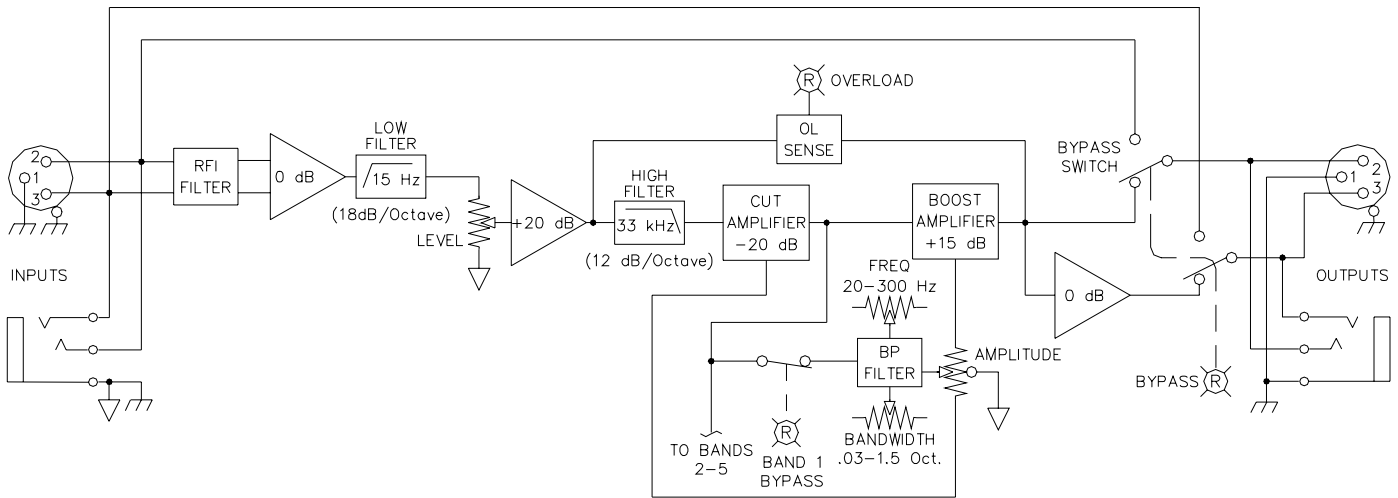 R OVERLOAD
LOW
FILTER
OL
SENSE
BYPASS
SWITCH
2
1
3
RFI
FILTER
0 dB
15 Hz
(18dB/Octave)
LEVEL
+20 dB
HIGH
FILTER
33 kHz
(12 dB/Octave)
CUT
AMPLIFIER
−20 dB
BOOST
AMPLIFIER
+15 dB
2
1
3
INPUTS
FREQ
20−300 Hz
0 dB
OUTPUTS
BP
FILTER
AMPLITUDE
BYPASS R
R
TO BANDS
2−5
BAND 1
BYPASS
BANDWIDTH
.03−1.5 Oct.